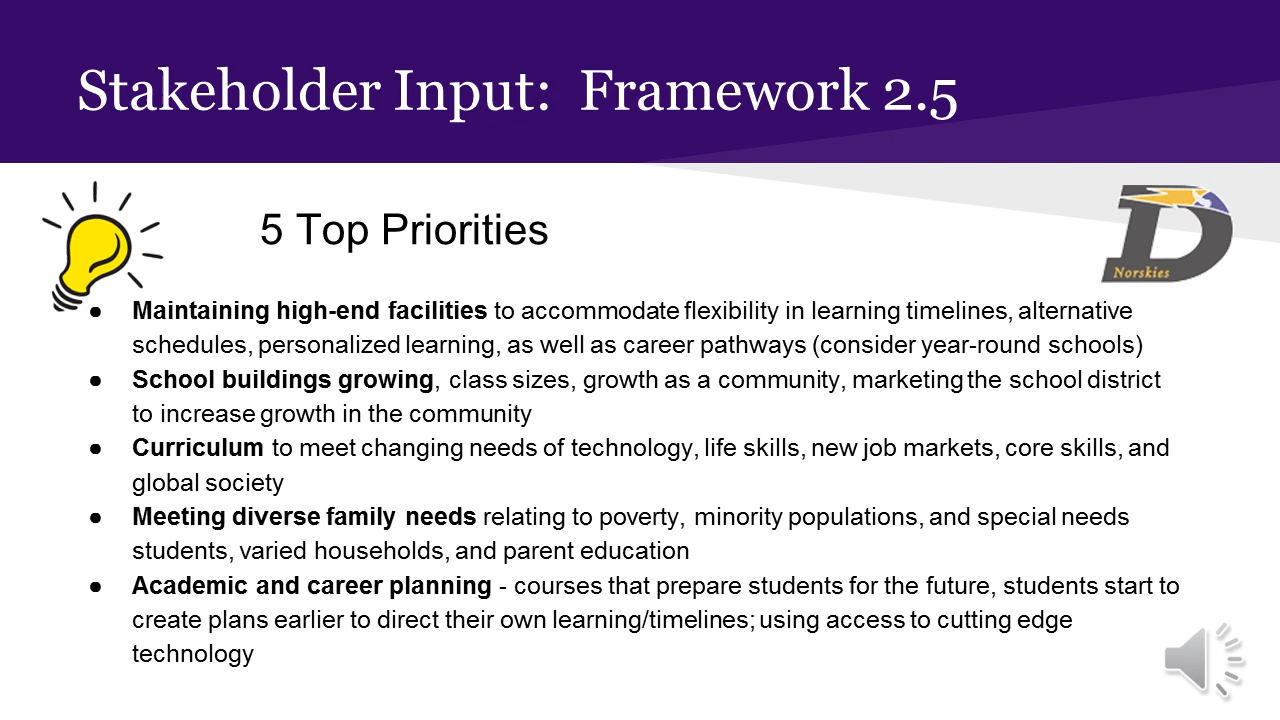 Stakeholder Input:  Framework 2.5
5 Top Priorities
D
Norskies
● Maintaining high-end facilities to accommodate flexibility in learning timelines, alternative
schedules, personalized learning, as well as career pathways (consider year-round schools)
● School buildings growing, class sizes, growth as a community, marketing the school district
to increase growth in the community
● Curriculum to meet changing needs of technology, life skills, new job markets, core skills, and
global society
● Meeting diverse family needs relating to poverty, minority populations, and special needs
students, varied households, and parent education
● Academic and career planning - courses that prepare students for the future, students start to
create plans earlier to direct their own learning/timelines; using access to cutting edge
technology